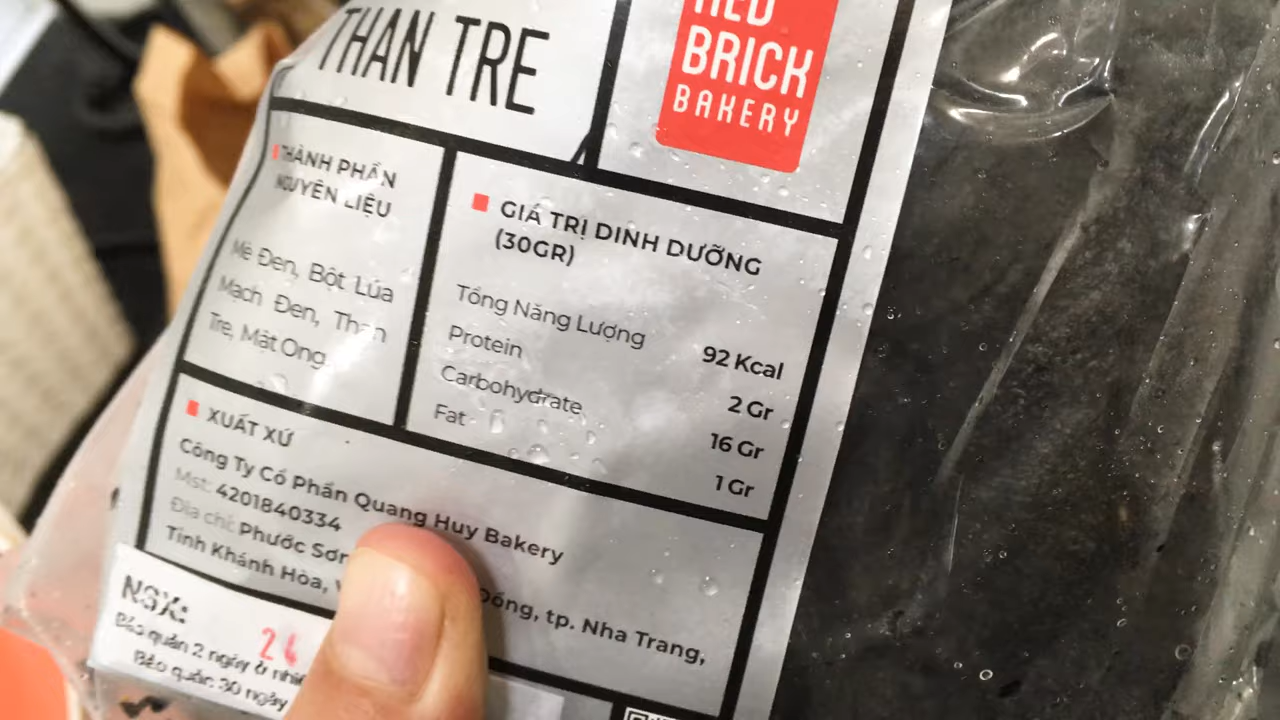 THAN TRE
RED
BRICK
BAKERY
THÀNH PHẦN
NGUYÊN LIỆU
Mè Đen, Bột Lúa
Mạch Đen, Than
Tre, Mật Ong.
GIÁ TRỊ DINH DƯỠNG
(30GR)
Tổng Năng Lượng 92 Kcal
Protein 2 Gr
Carbohydrate 16 Gr
Fat 1 Gr
XUẤT XỨ
Công Ty Cổ Phần Quang Huy Bakery
Mst: 4201840334
Địa chỉ: Phước Sơn Đồng, tp. Nha Trang,
Tỉnh Khánh Hòa,
NSX: 24
Bảo quản 2 ngày ở
Bảo quản 30 ngày